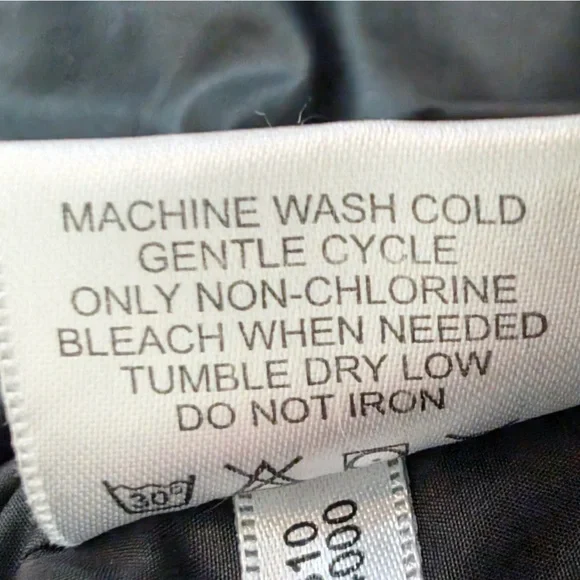 MACHINE WASH COLD
GENTLE CYCLE
ONLY NON-CHLORINE
BLEACH WHEN NEEDED
TUMBLE DRY LOW
DO NOT IRON
30°